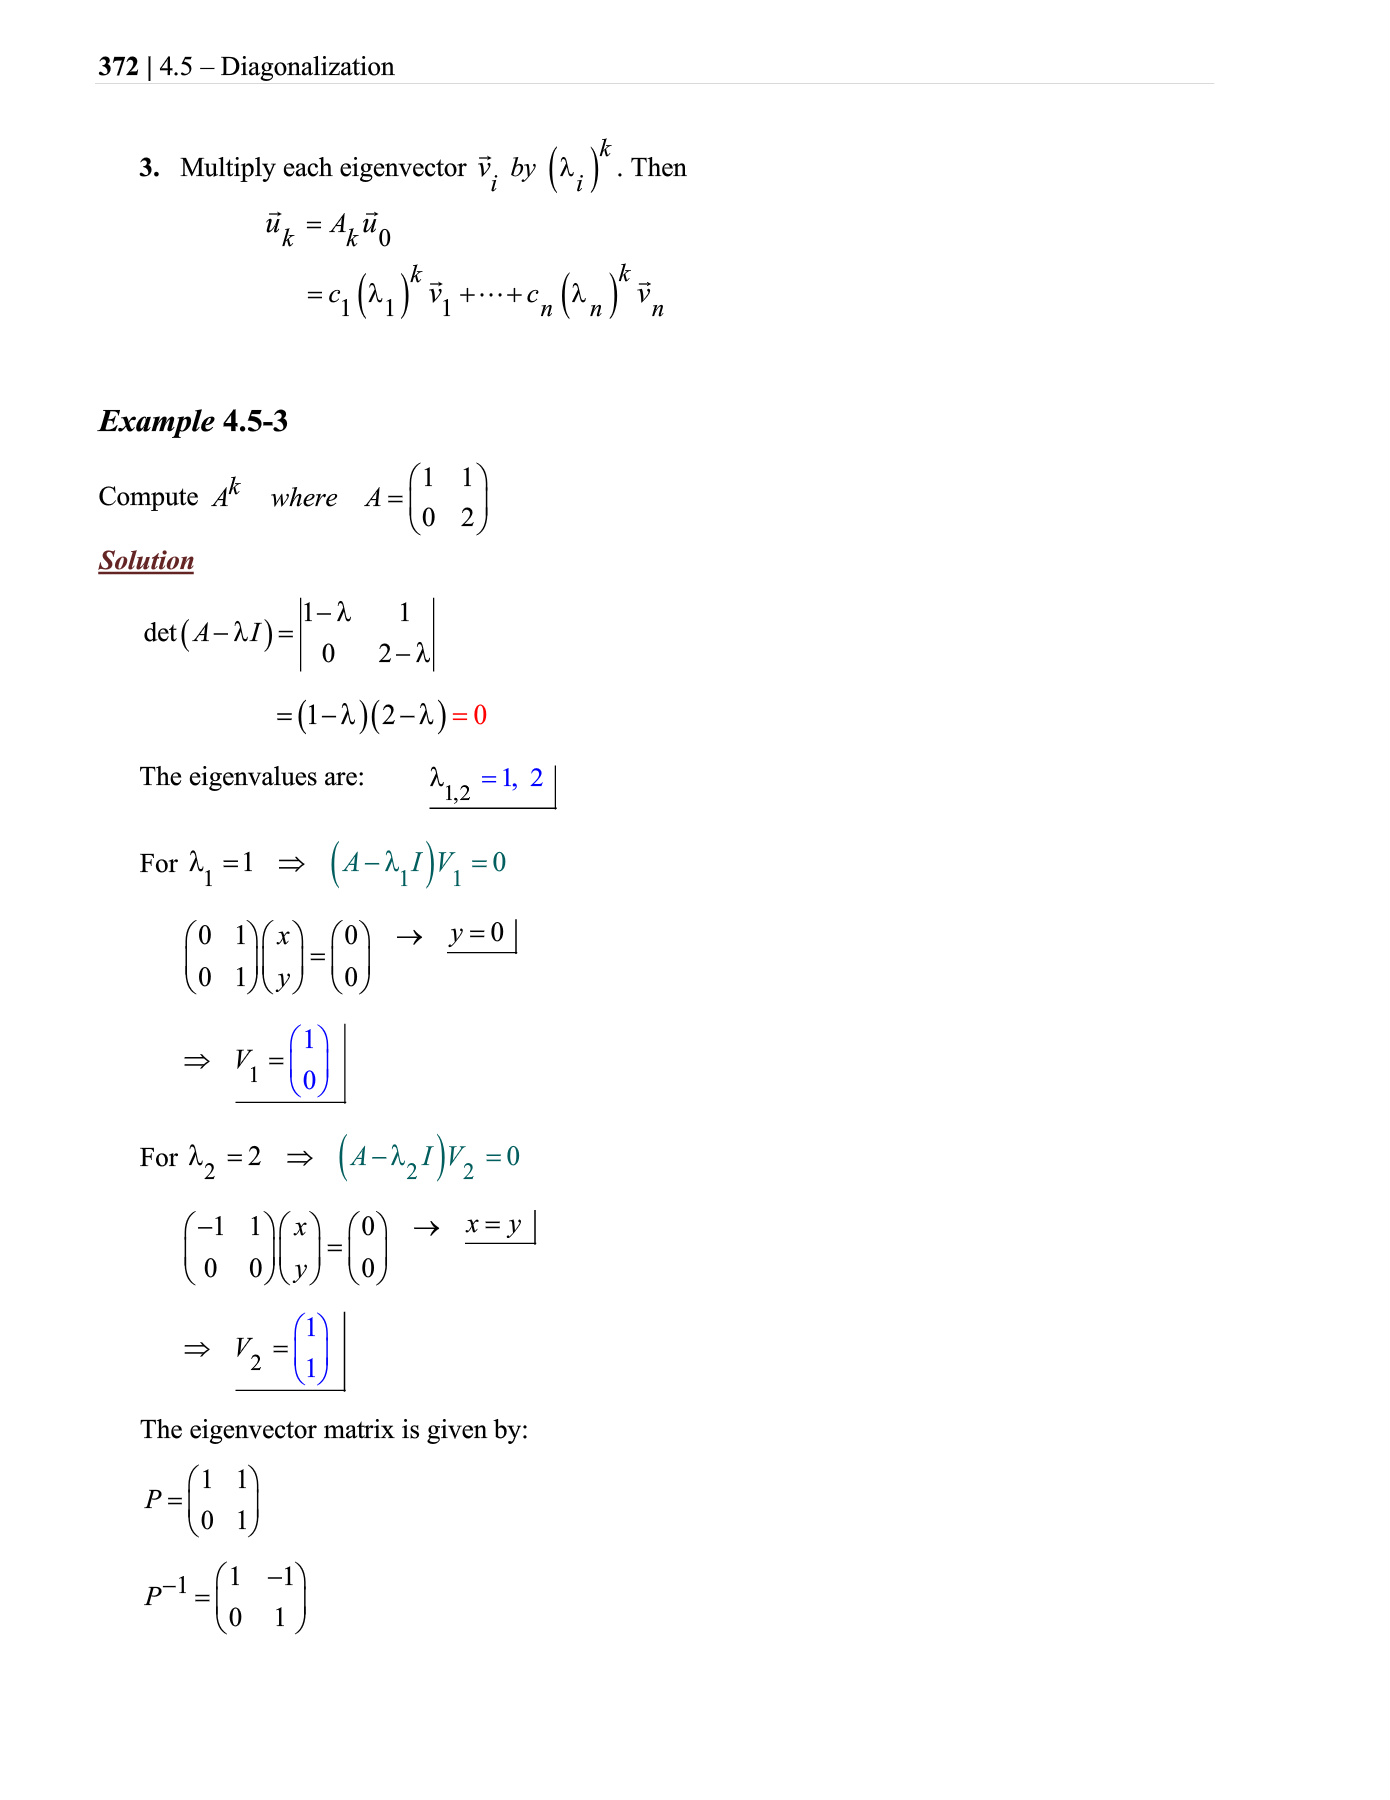 372 | 4.5 – Diagonalization
3. Multiply each eigenvector $\vec{v}_i$ by $(\lambda_i)^k$. Then
$\vec{u}_k = A_k \vec{u}_0$
$= c_1 (\lambda_1)^k \vec{v}_1 + \cdots + c_n (\lambda_n)^k \vec{v}_n$
Example 4.5-3
Compute $A^k$ where $A = \begin{pmatrix} 1 & 1 \\ 0 & 2 \end{pmatrix}$
Solution
$\det(A - \lambda I) = \begin{vmatrix} 1-\lambda & 1 \\ 0 & 2-\lambda \end{vmatrix}$
$= (1-\lambda)(2-\lambda) = 0$
The eigenvalues are: $\lambda_{1,2} = 1, 2$
For $\lambda_1 = 1 \Rightarrow (A - \lambda_1 I) V_1 = 0$
$\begin{pmatrix} 0 & 1 \\ 0 & 1 \end{pmatrix} \begin{pmatrix} x \\ y \end{pmatrix} = \begin{pmatrix} 0 \\ 0 \end{pmatrix} \rightarrow y = 0$
$\Rightarrow V_1 = \begin{pmatrix} 1 \\ 0 \end{pmatrix}$
For $\lambda_2 = 2 \Rightarrow (A - \lambda_2 I) V_2 = 0$
$\begin{pmatrix} -1 & 1 \\ 0 & 0 \end{pmatrix} \begin{pmatrix} x \\ y \end{pmatrix} = \begin{pmatrix} 0 \\ 0 \end{pmatrix} \rightarrow x = y$
$\Rightarrow V_2 = \begin{pmatrix} 1 \\ 1 \end{pmatrix}$
The eigenvector matrix is given by:
$P = \begin{pmatrix} 1 & 1 \\ 0 & 1 \end{pmatrix}$
$P^{-1} = \begin{pmatrix} 1 & -1 \\ 0 & 1 \end{pmatrix}$